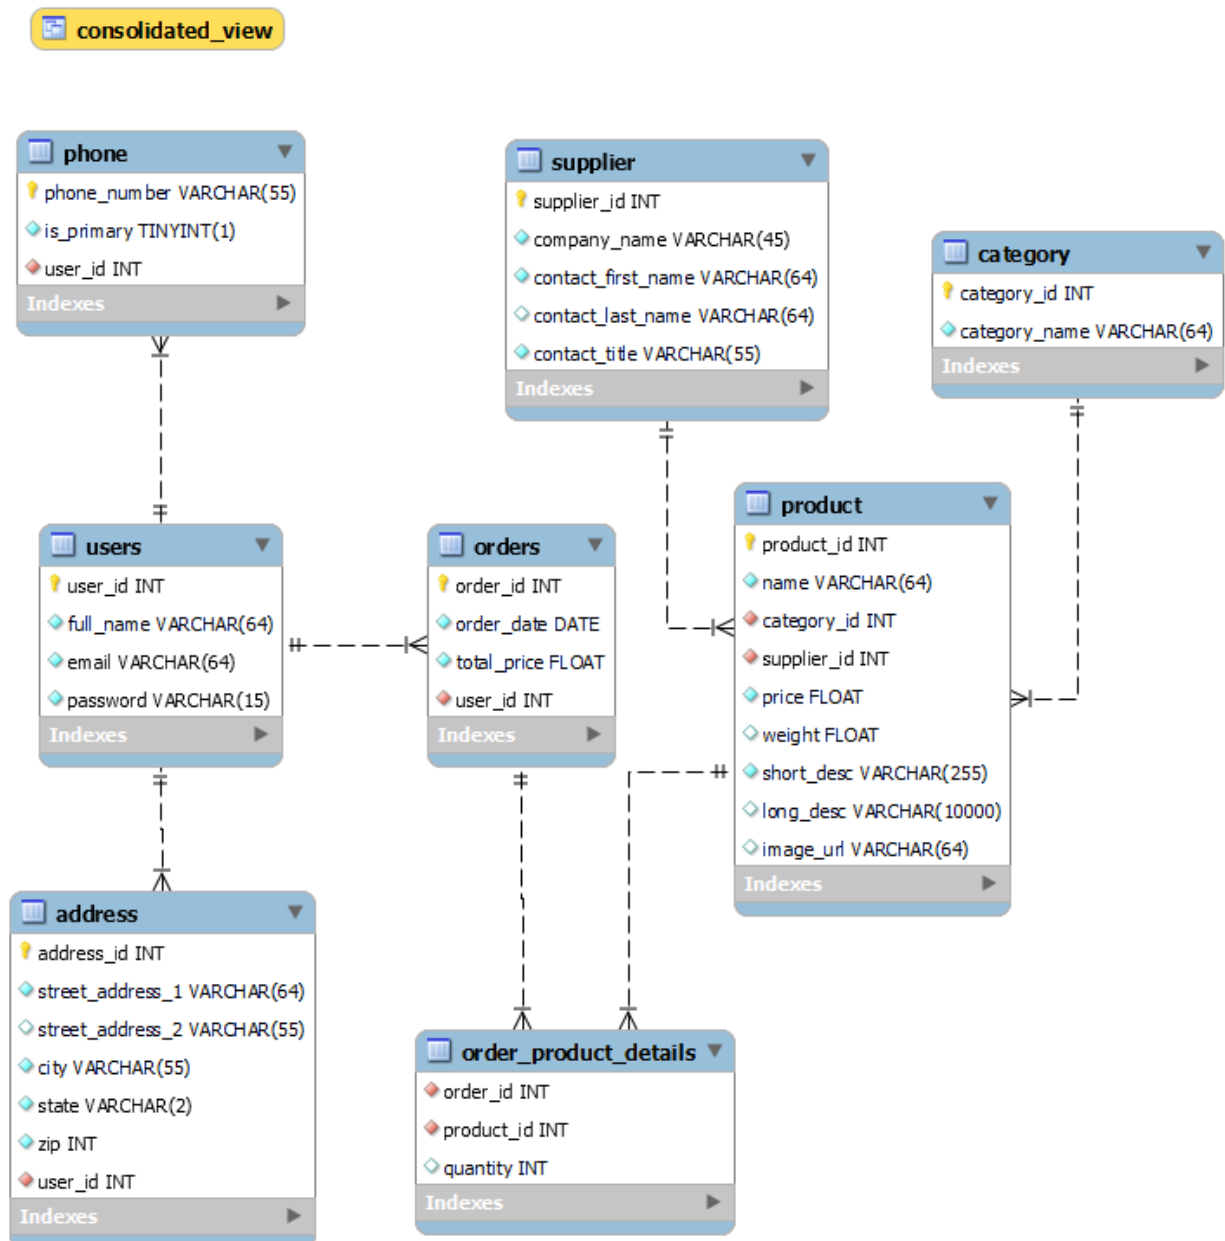 consolidated_view
phone
phone_number VARCHAR(55)
is_primary TINYINT(1)
user_id INT
Indexes
supplier
supplier_id INT
company_name VARCHAR(45)
contact_first_name VARCHAR(64)
contact_last_name VARCHAR(64)
contact_title VARCHAR(55)
Indexes
category
category_id INT
category_name VARCHAR(64)
Indexes
users
user_id INT
full_name VARCHAR(64)
email VARCHAR(64)
password VARCHAR(15)
Indexes
orders
order_id INT
order_date DATE
total_price FLOAT
user_id INT
Indexes
product
product_id INT
name VARCHAR(64)
category_id INT
supplier_id INT
price FLOAT
weight FLOAT
short_desc VARCHAR(255)
long_desc VARCHAR(10000)
image_url VARCHAR(64)
Indexes
address
address_id INT
street_address_1 VARCHAR(64)
street_address_2 VARCHAR(55)
city VARCHAR(55)
state VARCHAR(2)
zip INT
user_id INT
Indexes
order_product_details
order_id INT
product_id INT
quantity INT
Indexes